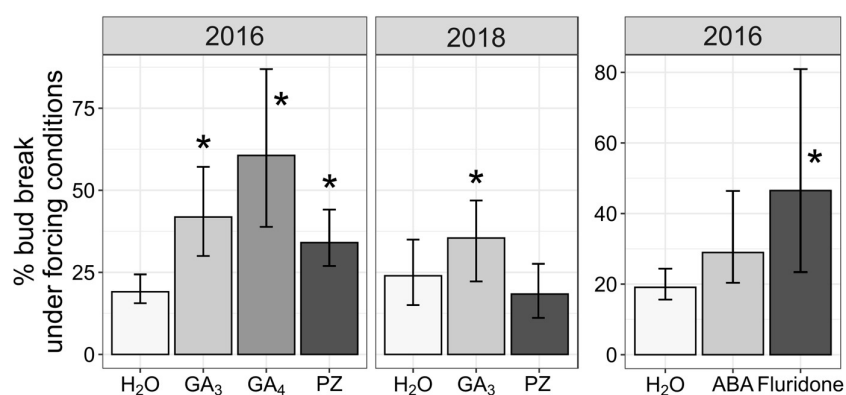 2016 2018 2016
% bud break
under forcing conditions
75
50
25
0
80
60
40
20
0
* * *
*
*
H₂O GA₃ GA₄ PZ H₂O GA₃ PZ H₂O ABA Fluridone